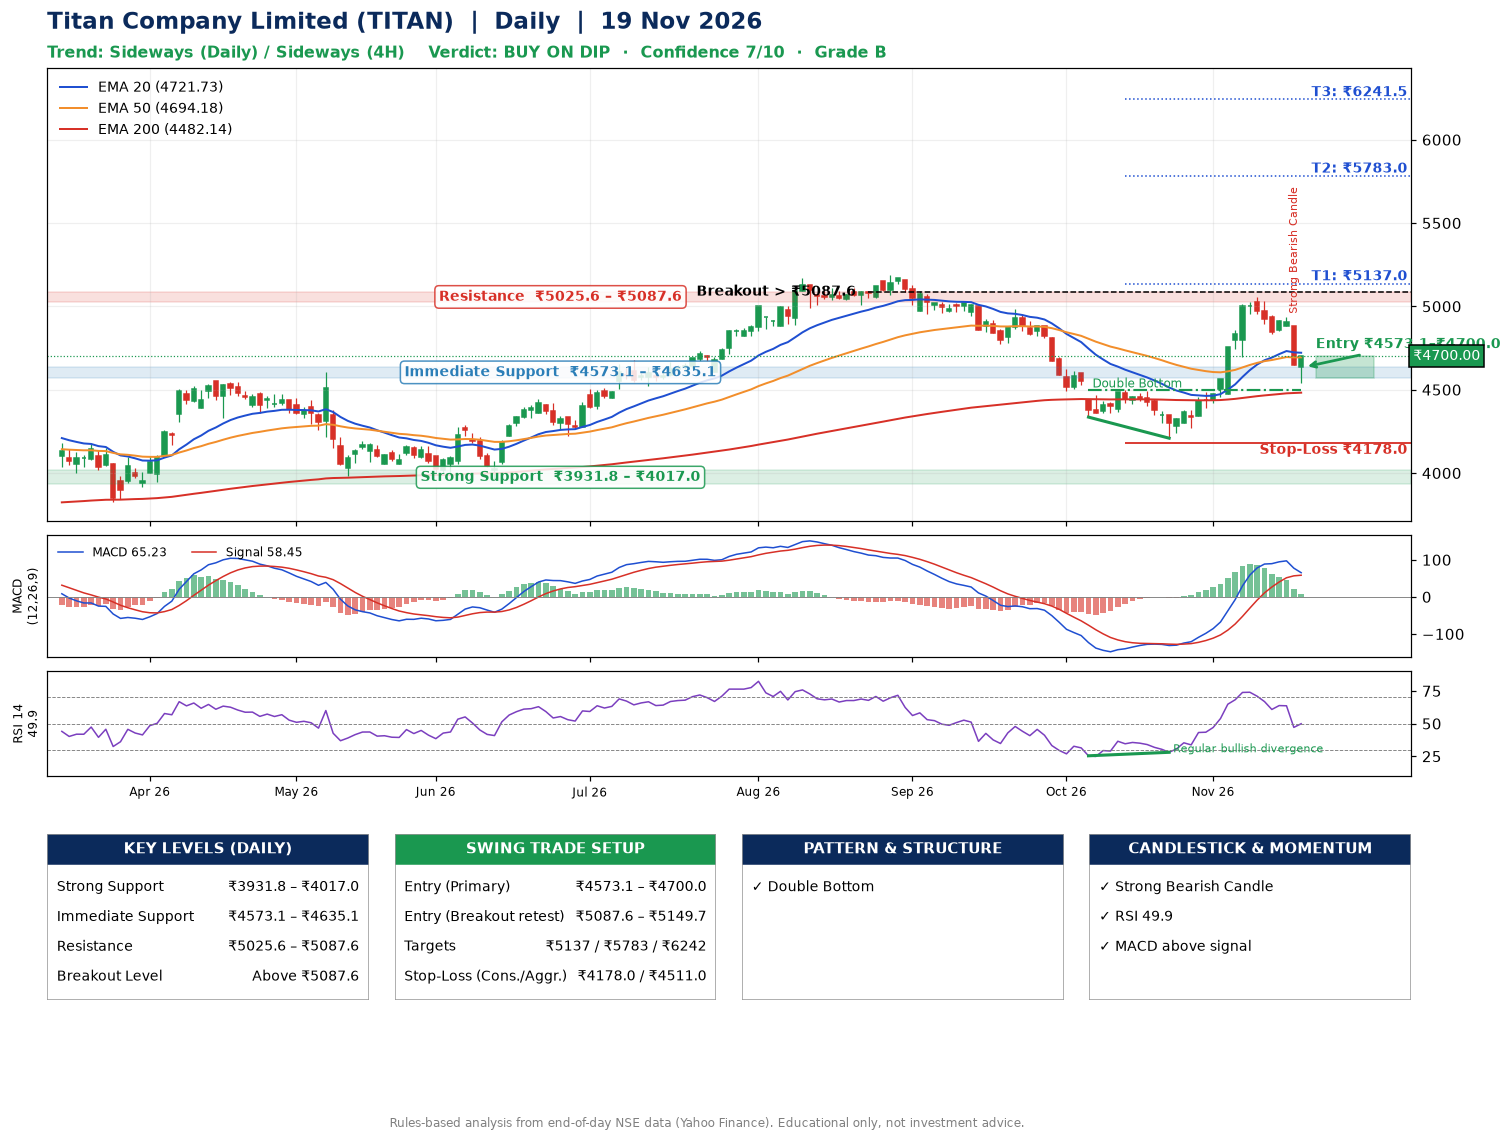 Titan Company Limited (TITAN)  |  Daily  |  19 Nov 2026
Trend: Sideways (Daily) / Sideways (4H)    Verdict: BUY ON DIP  ·  Confidence 7/10  ·  Grade B
EMA 20 (4721.73)
EMA 50 (4694.18)
EMA 200 (4482.14)
T3: ₹6241.5
6000
T2: ₹5783.0
5500
Strong Bearish Candle
T1: ₹5137.0
Resistance  ₹5025.6 – ₹5087.6
Breakout > ₹5087.6
5000
Entry ₹4573.1–₹4700.0
₹4700.00
Immediate Support  ₹4573.1 – ₹4635.1
Double Bottom
4500
Stop-Loss ₹4178.0
Strong Support  ₹3931.8 – ₹4017.0
4000
MACD 65.23
Signal 58.45
MACD
(12,26,9)
100
0
−100
RSI 14
49.9
75
50
25
Regular bullish divergence
Apr 26
May 26
Jun 26
Jul 26
Aug 26
Sep 26
Oct 26
Nov 26
KEY LEVELS (DAILY)
Strong Support ₹3931.8 – ₹4017.0
Immediate Support ₹4573.1 – ₹4635.1
Resistance ₹5025.6 – ₹5087.6
Breakout Level Above ₹5087.6
SWING TRADE SETUP
Entry (Primary) ₹4573.1 – ₹4700.0
Entry (Breakout retest) ₹5087.6 – ₹5149.7
Targets ₹5137 / ₹5783 / ₹6242
Stop-Loss (Cons./Aggr.) ₹4178.0 / ₹4511.0
PATTERN & STRUCTURE
✓ Double Bottom
CANDLESTICK & MOMENTUM
✓ Strong Bearish Candle
✓ RSI 49.9
✓ MACD above signal
Rules-based analysis from end-of-day NSE data (Yahoo Finance). Educational only, not investment advice.